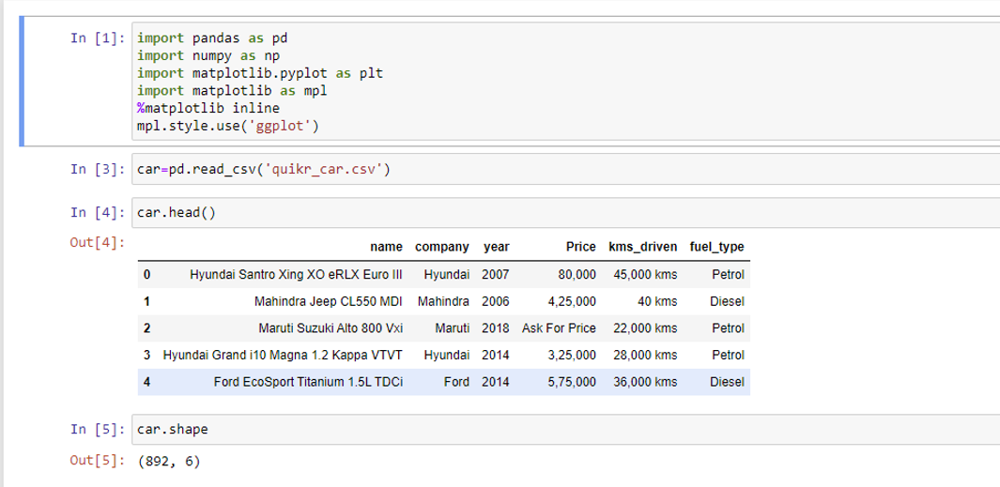 In [1]: import pandas as pd
import numpy as np
import matplotlib.pyplot as plt
import matplotlib as mpl
%matplotlib inline
mpl.style.use('ggplot')
In [3]: car=pd.read_csv('quikr_car.csv')
In [4]: car.head()
Out[4]:
name company year Price kms_driven fuel_type
0 Hyundai Santro Xing XO eRLX Euro III Hyundai 2007 80,000 45,000 kms Petrol
1 Mahindra Jeep CL550 MDI Mahindra 2006 4,25,000 40 kms Diesel
2 Maruti Suzuki Alto 800 Vxi Maruti 2018 Ask For Price 22,000 kms Petrol
3 Hyundai Grand i10 Magna 1.2 Kappa VTVT Hyundai 2014 3,25,000 28,000 kms Petrol
4 Ford EcoSport Titanium 1.5L TDCi Ford 2014 5,75,000 36,000 kms Diesel
In [5]: car.shape
Out[5]: (892, 6)